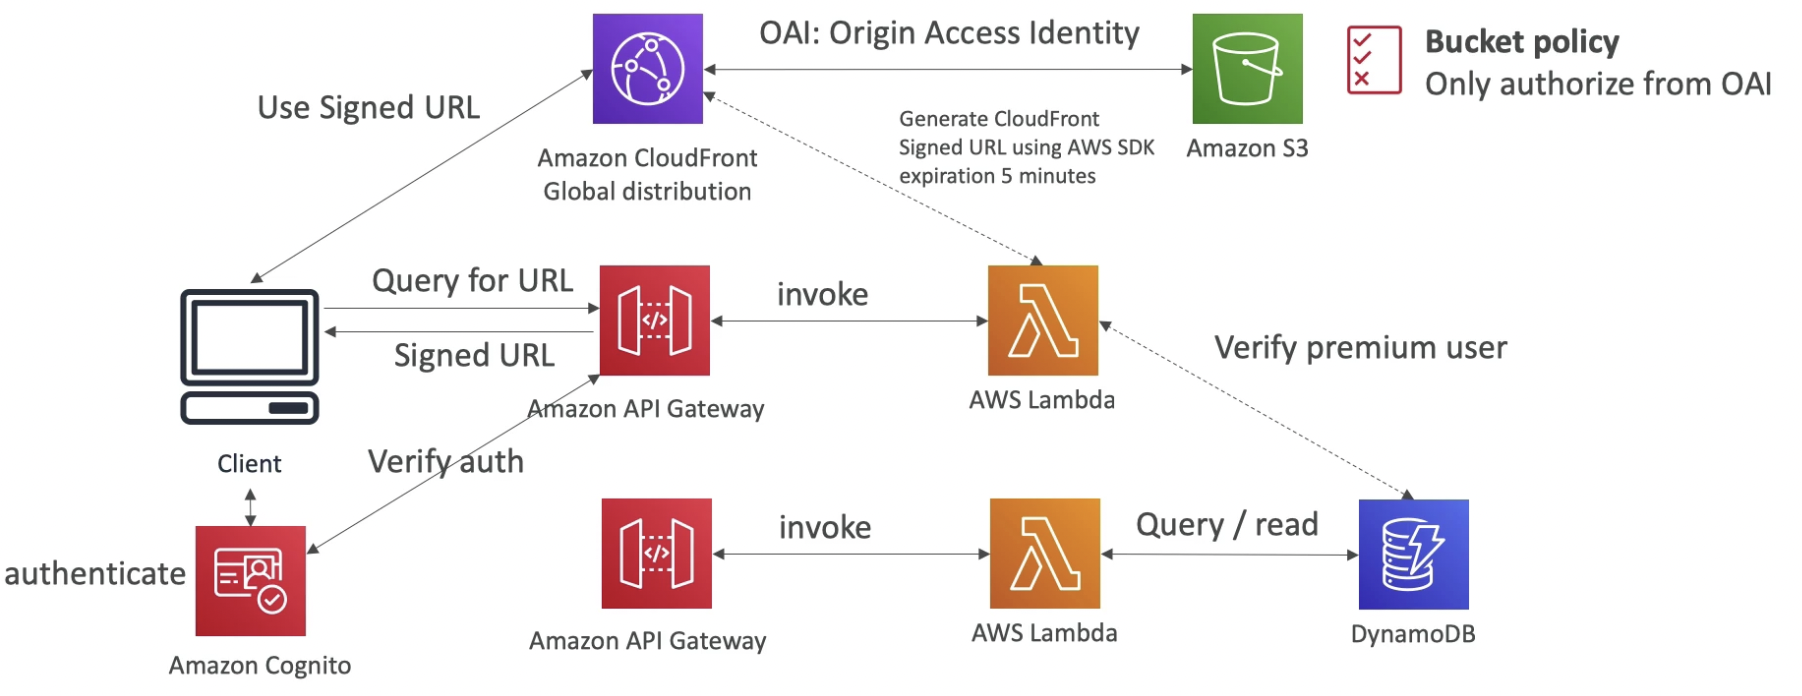 OAI: Origin Access Identity
Bucket policy
Only authorize from OAI
Use Signed URL
Amazon CloudFront
Global distribution
Generate CloudFront
Signed URL using AWS SDK
expiration 5 minutes
Amazon S3
Query for URL
Signed URL
invoke
Verify premium user
Amazon API Gateway
AWS Lambda
Client
Verify auth
authenticate
invoke
Query / read
Amazon Cognito
Amazon API Gateway
AWS Lambda
DynamoDB